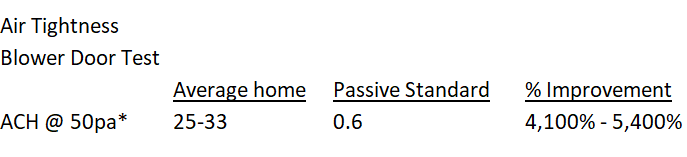 Air Tightness
Blower Door Test
Average home Passive Standard % Improvement
ACH @ 50pa* 25-33 0.6 4,100% - 5,400%